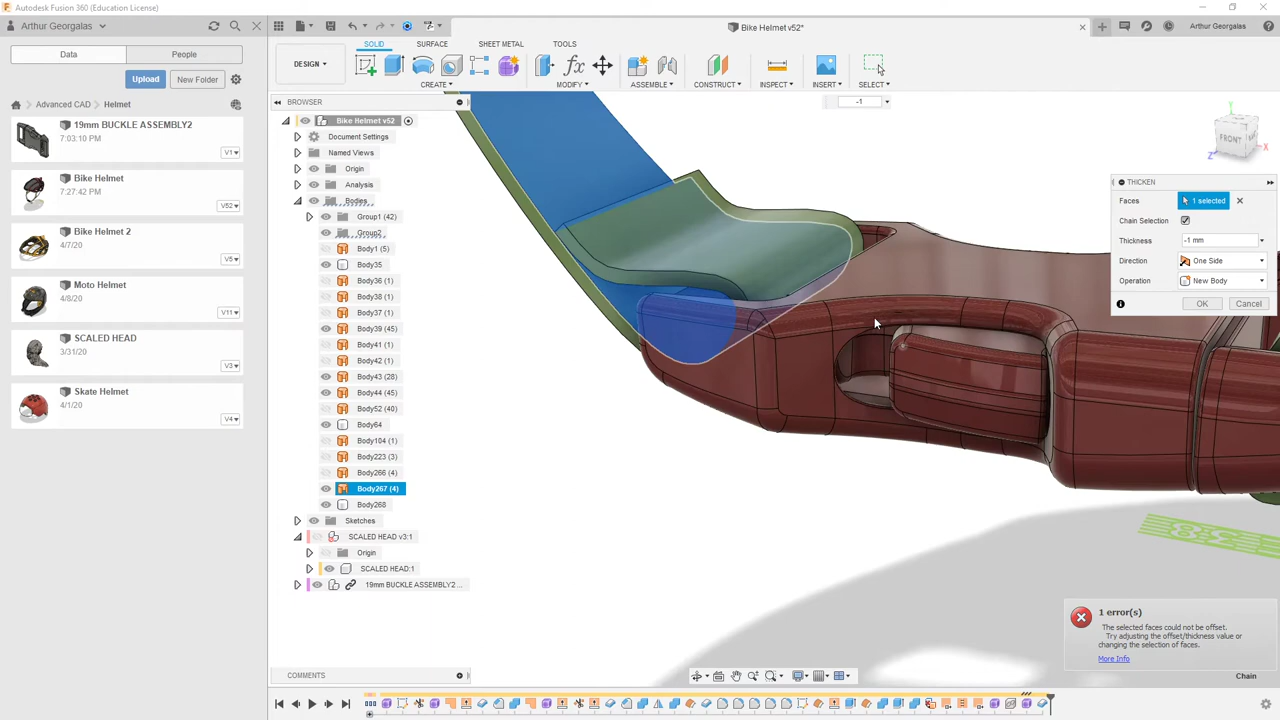 Autodesk Fusion 360 (Education License)
Arthur Georgalas
Bike Helmet v52*
Arthur Georgalas
Data
People
SOLID
SURFACE
SHEET METAL
TOOLS
Upload
New Folder
DESIGN
CREATE
MODIFY
ASSEMBLE
CONSTRUCT
INSPECT
INSERT
SELECT
Advanced CAD
Helmet
BROWSER
-1
19mm BUCKLE ASSEMBLY2
7:03:10 PM
V1
Bike Helmet
7:27:42 PM
V52
Bike Helmet 2
4/7/20
V5
Moto Helmet
4/8/20
V11
SCALED HEAD
3/31/20
V3
Skate Helmet
4/1/20
V4
Bike Helmet v52
Document Settings
Named Views
Origin
Analysis
Bodies
Group1 (42)
Group2
Body1 (5)
Body35
Body36 (1)
Body38 (1)
Body37 (1)
Body39 (45)
Body41 (1)
Body42 (1)
Body43 (28)
Body44 (45)
Body52 (40)
Body64
Body104 (1)
Body223 (3)
Body266 (4)
Body267 (4)
Body268
Sketches
SCALED HEAD v3:1
Origin
SCALED HEAD:1
19mm BUCKLE ASSEMBLY2 ...
FRONT
Y
X
Z
THICKEN
Faces
1 selected
Chain Selection
Thickness
-1 mm
Direction
One Side
Operation
New Body
OK
Cancel
1 error(s)
The selected faces could not be offset.
Try adjusting the offset/thickness value or
changing the selection of faces.
More Info
COMMENTS
Chain